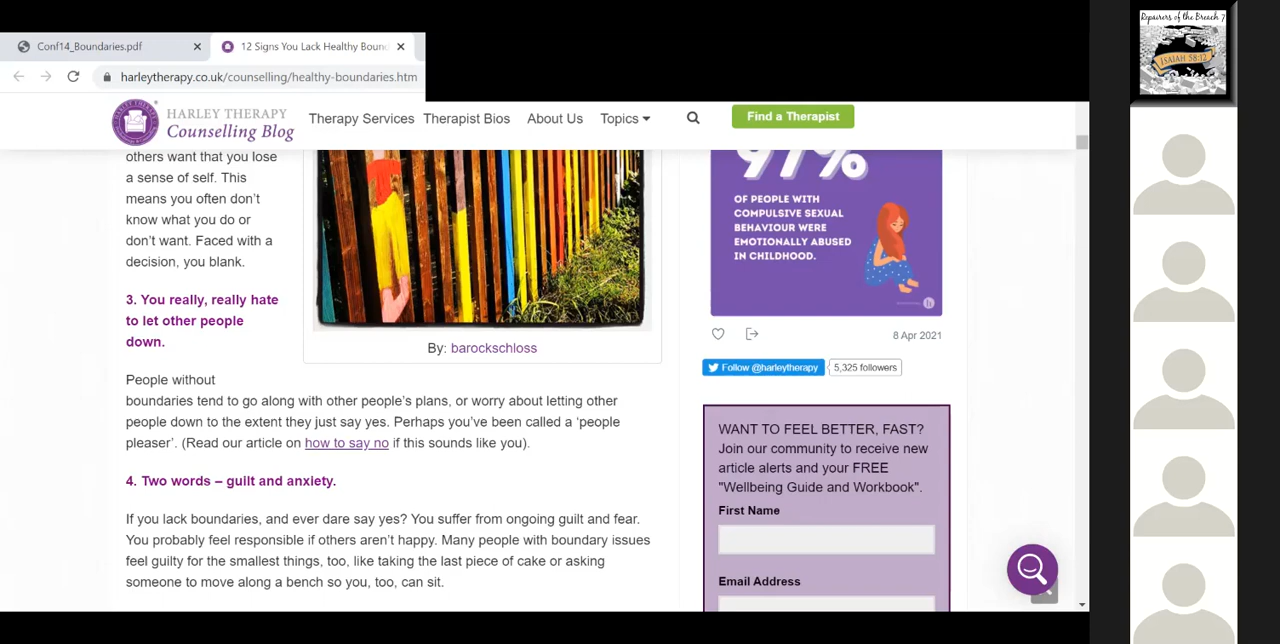 Conf14_Boundaries.pdf
12 Signs You Lack Healthy Bound
harleytherapy.co.uk/counselling/healthy-boundaries.htm
HARLEY THERAPY
Counselling Blog
Therapy Services
Therapist Bios
About Us
Topics
Find a Therapist
others want that you lose
a sense of self. This
means you often don’t
know what you do or
don’t want. Faced with a
decision, you blank.
3. You really, really hate
to let other people
down.
By: barockschloss
People without
boundaries tend to go along with other people’s plans, or worry about letting other
people down to the extent they just say yes. Perhaps you’ve been called a ‘people
pleaser’. (Read our article on how to say no if this sounds like you).
4. Two words – guilt and anxiety.
If you lack boundaries, and ever dare say yes? You suffer from ongoing guilt and fear.
You probably feel responsible if others aren’t happy. Many people with boundary issues
feel guilty for the smallest things, too, like taking the last piece of cake or asking
someone to move along a bench so you, too, can sit.
97%
OF PEOPLE WITH
COMPULSIVE SEXUAL
BEHAVIOUR WERE
EMOTIONALLY ABUSED
IN CHILDHOOD.
8 Apr 2021
Follow @harleytherapy
5,325 followers
WANT TO FEEL BETTER, FAST?
Join our community to receive new
article alerts and your FREE
"Wellbeing Guide and Workbook".
First Name
Email Address
Repairers of the Breach 7
ISAIAH 58:12